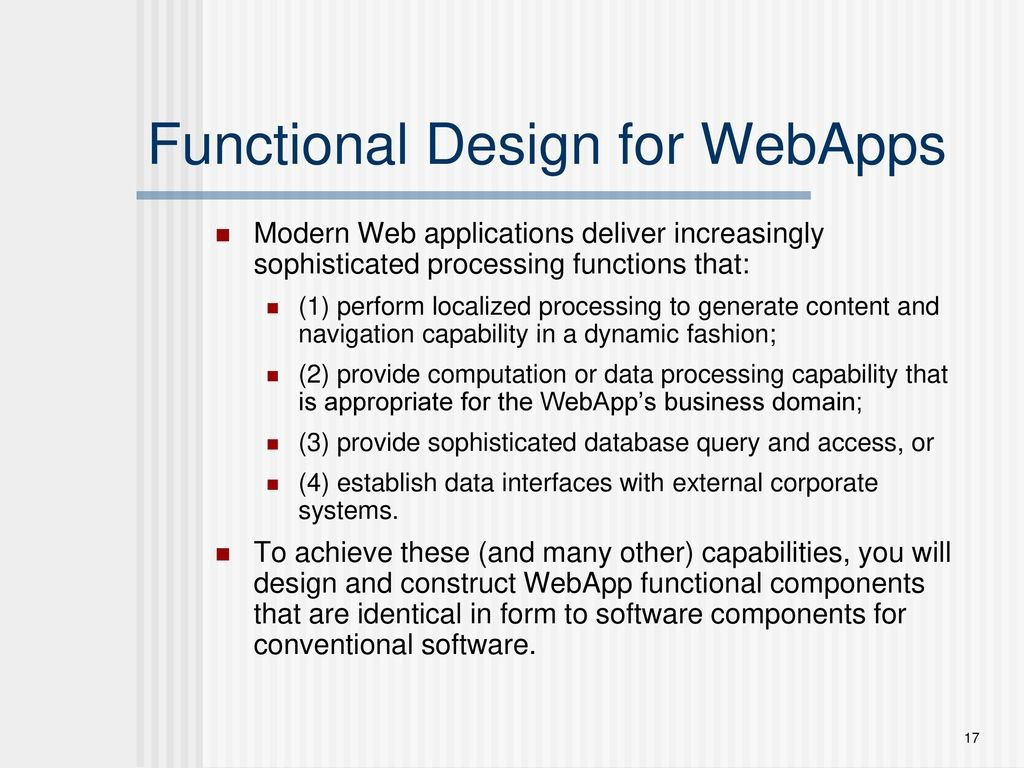 Functional Design for WebApps
Modern Web applications deliver increasingly
sophisticated processing functions that:
(1) perform localized processing to generate content and
navigation capability in a dynamic fashion;
(2) provide computation or data processing capability that
is appropriate for the WebApp’s business domain;
(3) provide sophisticated database query and access, or
(4) establish data interfaces with external corporate
systems.
To achieve these (and many other) capabilities, you will
design and construct WebApp functional components
that are identical in form to software components for
conventional software.
17